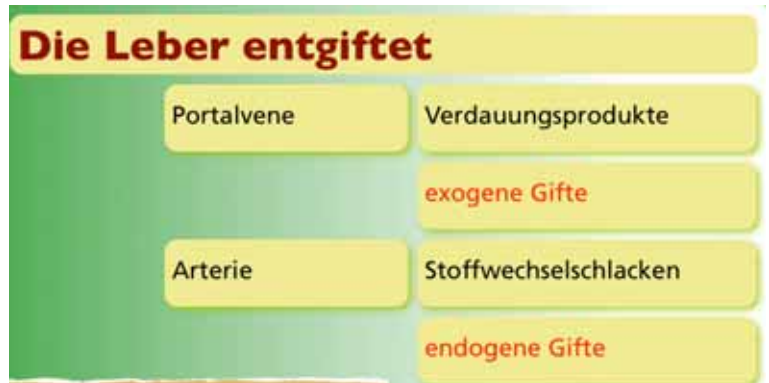 Die Leber entgiftet
Portalvene Verdauungsprodukte
exogene Gifte
Arterie Stoffwechselschlacken
endogene Gifte